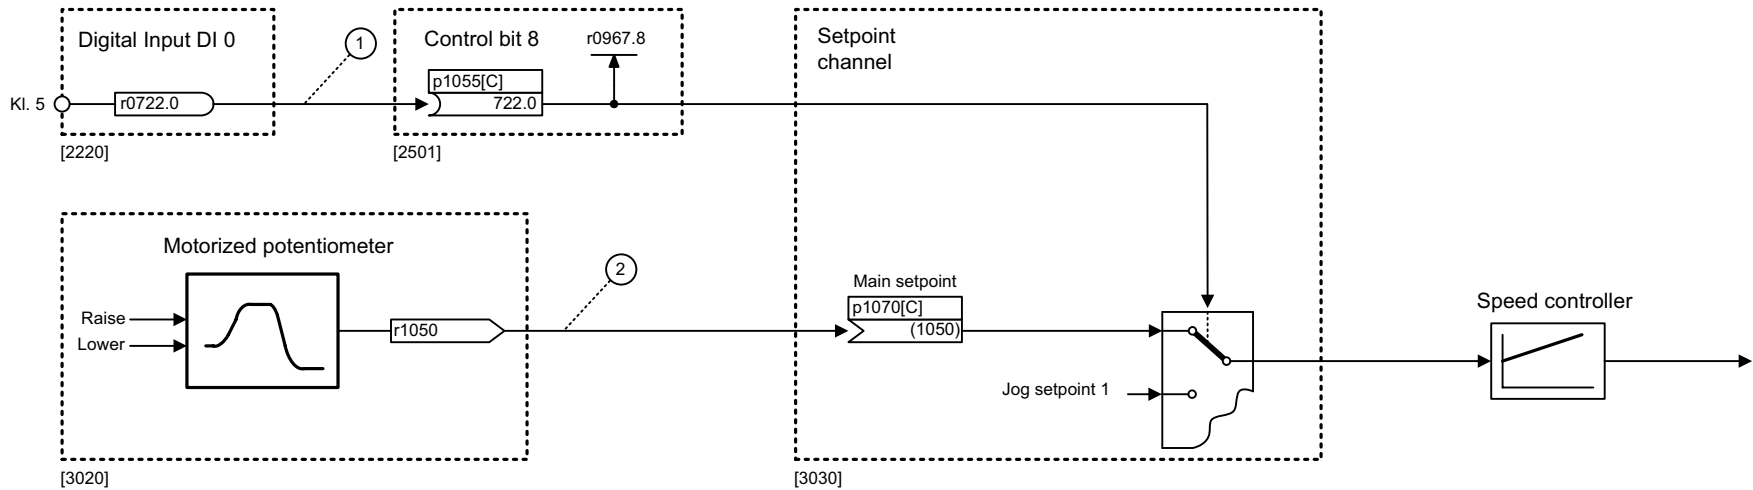 Digital Input DI 0
1
Control bit 8
r0967.8
Setpoint
channel
p1055[C]
Kl. 5
r0722.0
722.0
[2220]
[2501]
Motorized potentiometer
2
Main setpoint
p1070[C]
Speed controller
Raise
r1050
(1050)
Lower
Jog setpoint 1
[3020]
[3030]